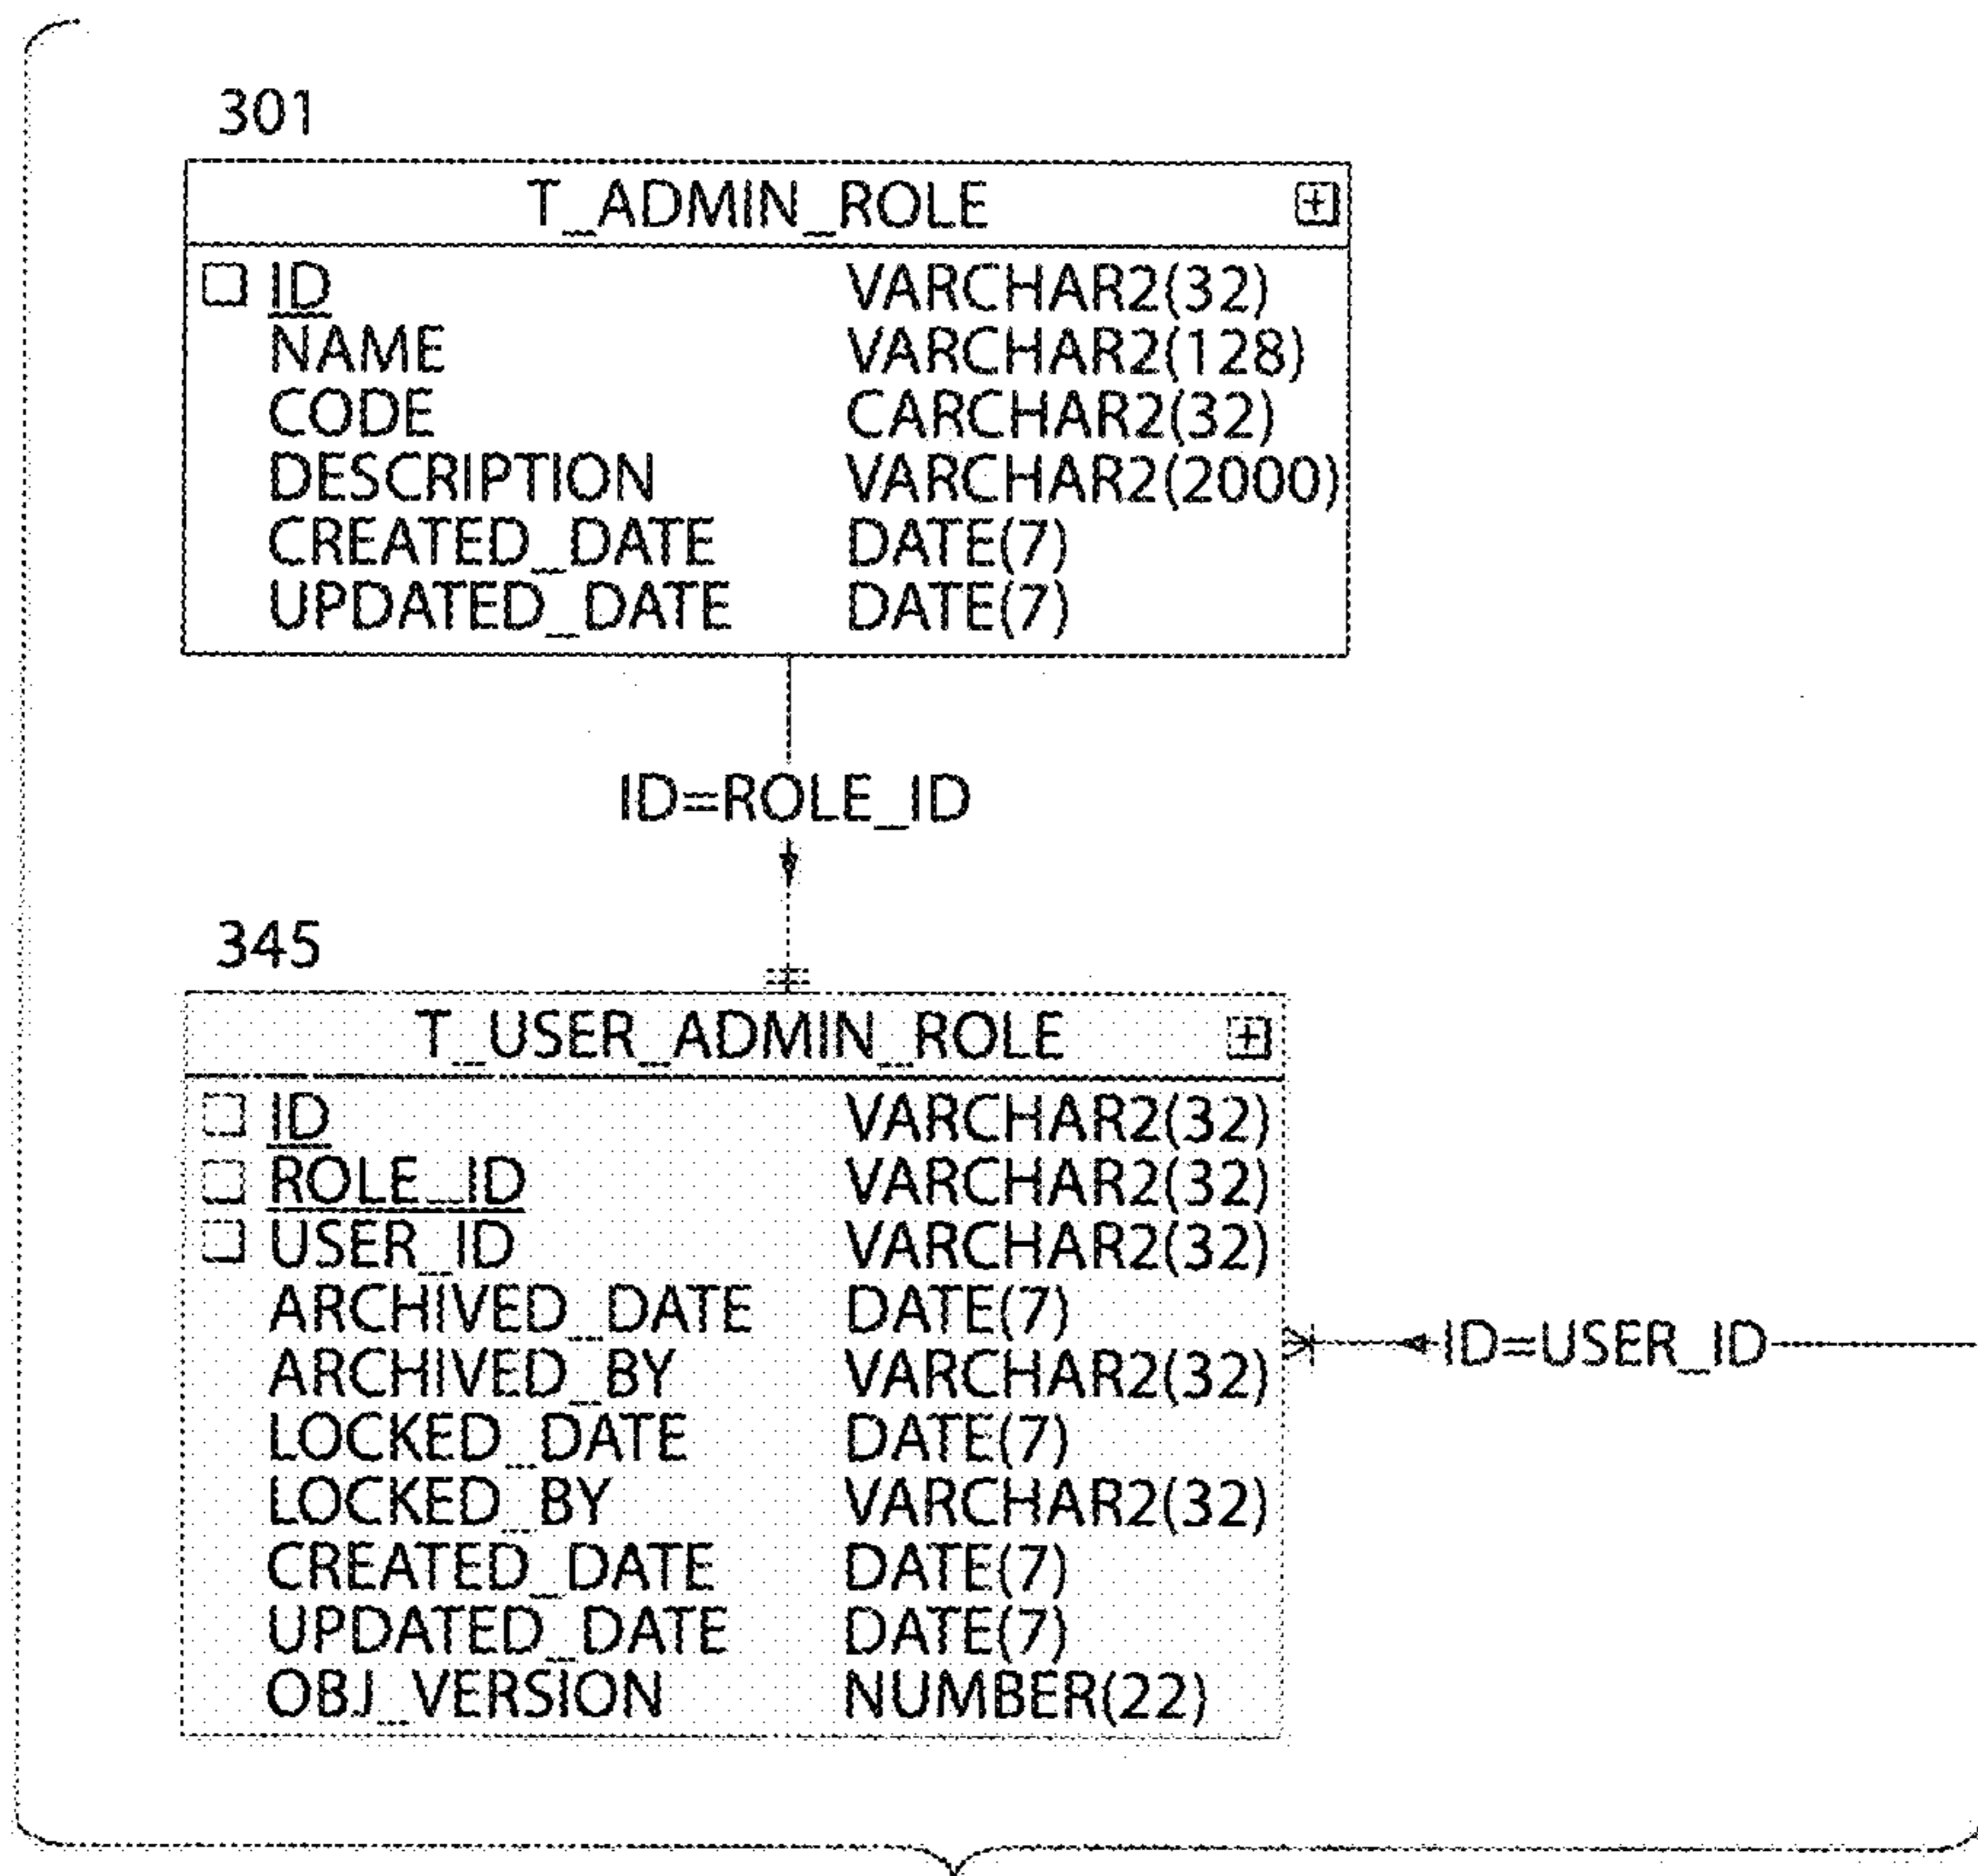 301
T_ADMIN_ROLE
ID VARCHAR2(32)
NAME VARCHAR2(128)
CODE CARCHAR2(32)
DESCRIPTION VARCHAR2(2000)
CREATED_DATE DATE(7)
UPDATED_DATE DATE(7)
ID=ROLE_ID
345
T_USER_ADMIN_ROLE
ID VARCHAR2(32)
ROLE_ID VARCHAR2(32)
USER_ID VARCHAR2(32)
ARCHIVED_DATE DATE(7)
ID=USER_ID
ARCHIVED_BY VARCHAR2(32)
LOCKED_DATE DATE(7)
LOCKED_BY VARCHAR2(32)
CREATED_DATE DATE(7)
UPDATED_DATE DATE(7)
OBJ_VERSION NUMBER(22)